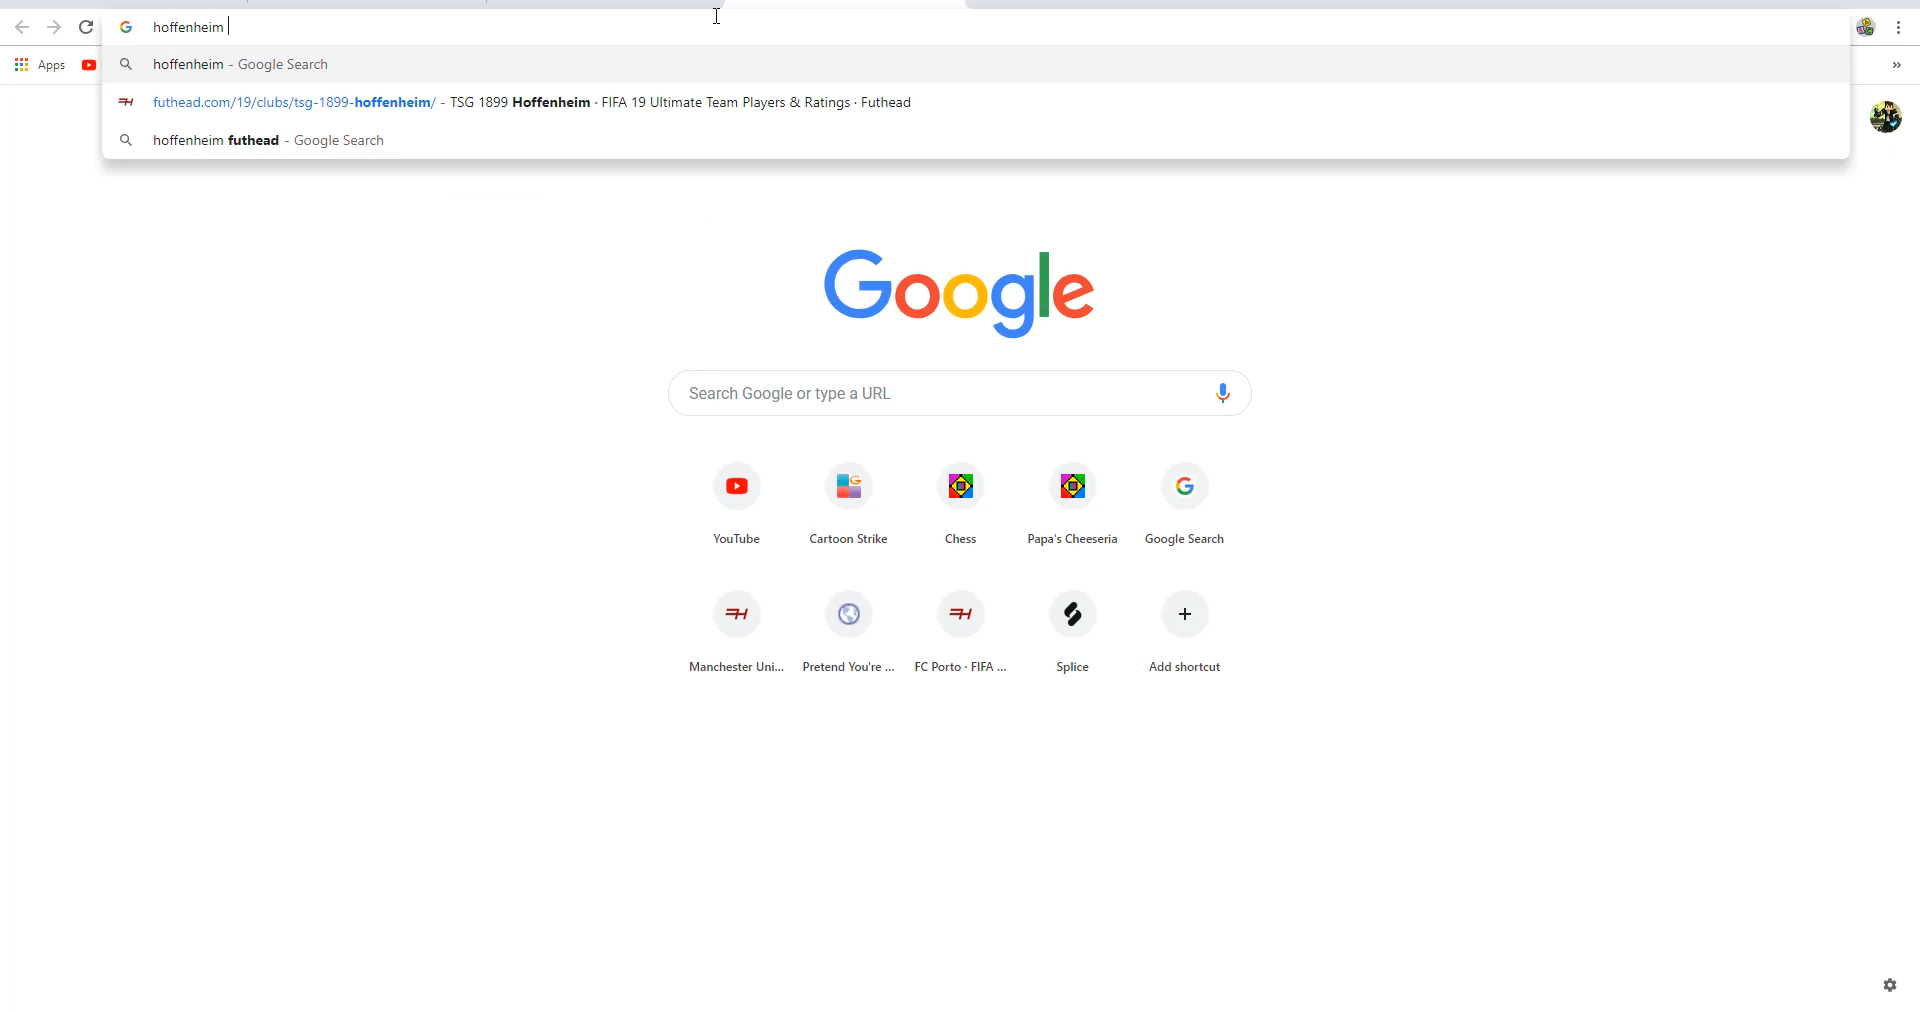 hoffenheim
Apps
hoffenheim - Google Search
futhead.com/19/clubs/tsg-1899-hoffenheim/ - TSG 1899 Hoffenheim · FIFA 19 Ultimate Team Players & Ratings · Futhead
hoffenheim futhead - Google Search
Google
Search Google or type a URL
YouTube Cartoon Strike Chess Papa's Cheeseria Google Search
Manchester Uni... Pretend You're ... FC Porto · FIFA ... Splice Add shortcut